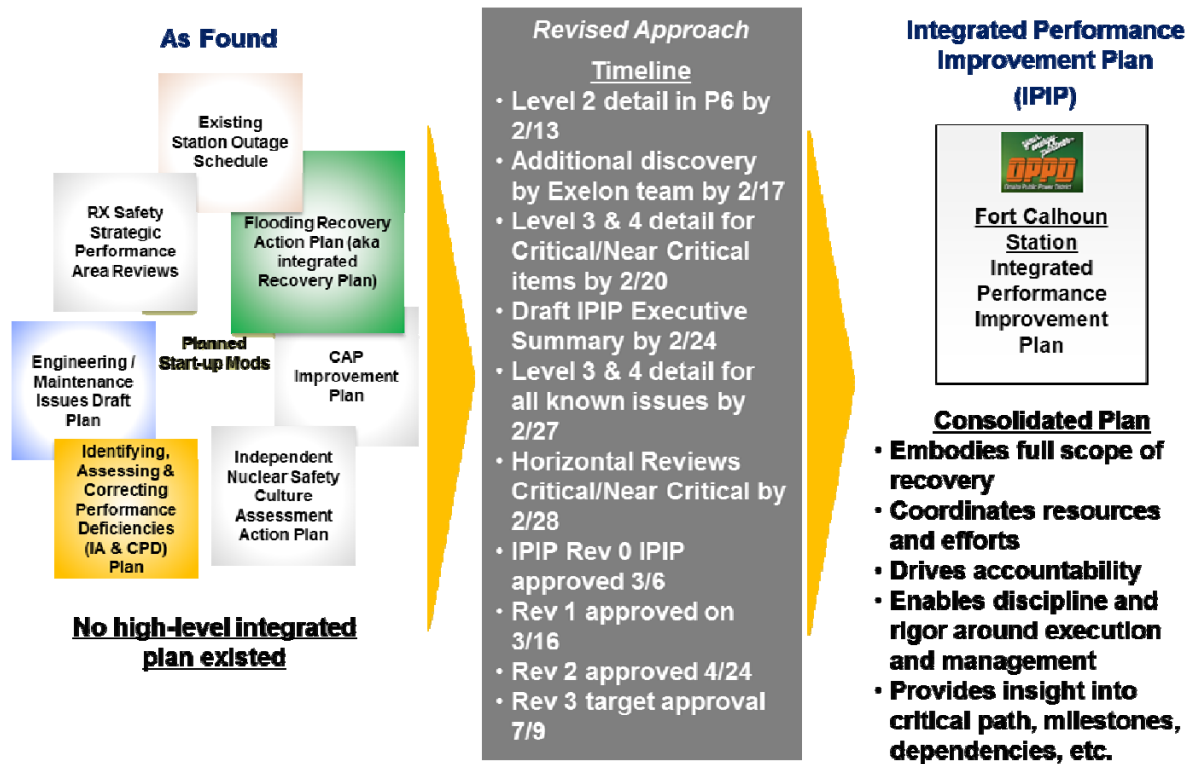 As Found
Existing
Station Outage
Schedule
RX Safety
Strategic
Performance
Area Reviews
Flooding Recovery
Action Plan (aka
integrated
Recovery Plan)
Planned
Start-up Mods
Engineering /
Maintenance
Issues Draft
Plan
CAP
Improvement
Plan
Identifying,
Assessing &
Correcting
Performance
Deficiencies
(IA & CPD)
Plan
Independent
Nuclear Safety
Culture
Assessment
Action Plan
No high-level integrated
plan existed
Revised Approach
Timeline
• Level 2 detail in P6 by
2/13
• Additional discovery
by Exelon team by 2/17
• Level 3 & 4 detail for
Critical/Near Critical
items by 2/20
• Draft IPIP Executive
Summary by 2/24
• Level 3 & 4 detail for
all known issues by
2/27
• Horizontal Reviews
Critical/Near Critical by
2/28
• IPIP Rev 0 IPIP
approved 3/6
• Rev 1 approved on
3/16
• Rev 2 approved 4/24
• Rev 3 target approval
7/9
Integrated Performance
Improvement Plan
(IPIP)
your
energy
partner
OPPD
Omaha Public Power District
Fort Calhoun
Station
Integrated
Performance
Improvement
Plan
Consolidated Plan
• Embodies full scope of
recovery
• Coordinates resources
and efforts
• Drives accountability
• Enables discipline and
rigor around execution
and management
• Provides insight into
critical path, milestones,
dependencies, etc.